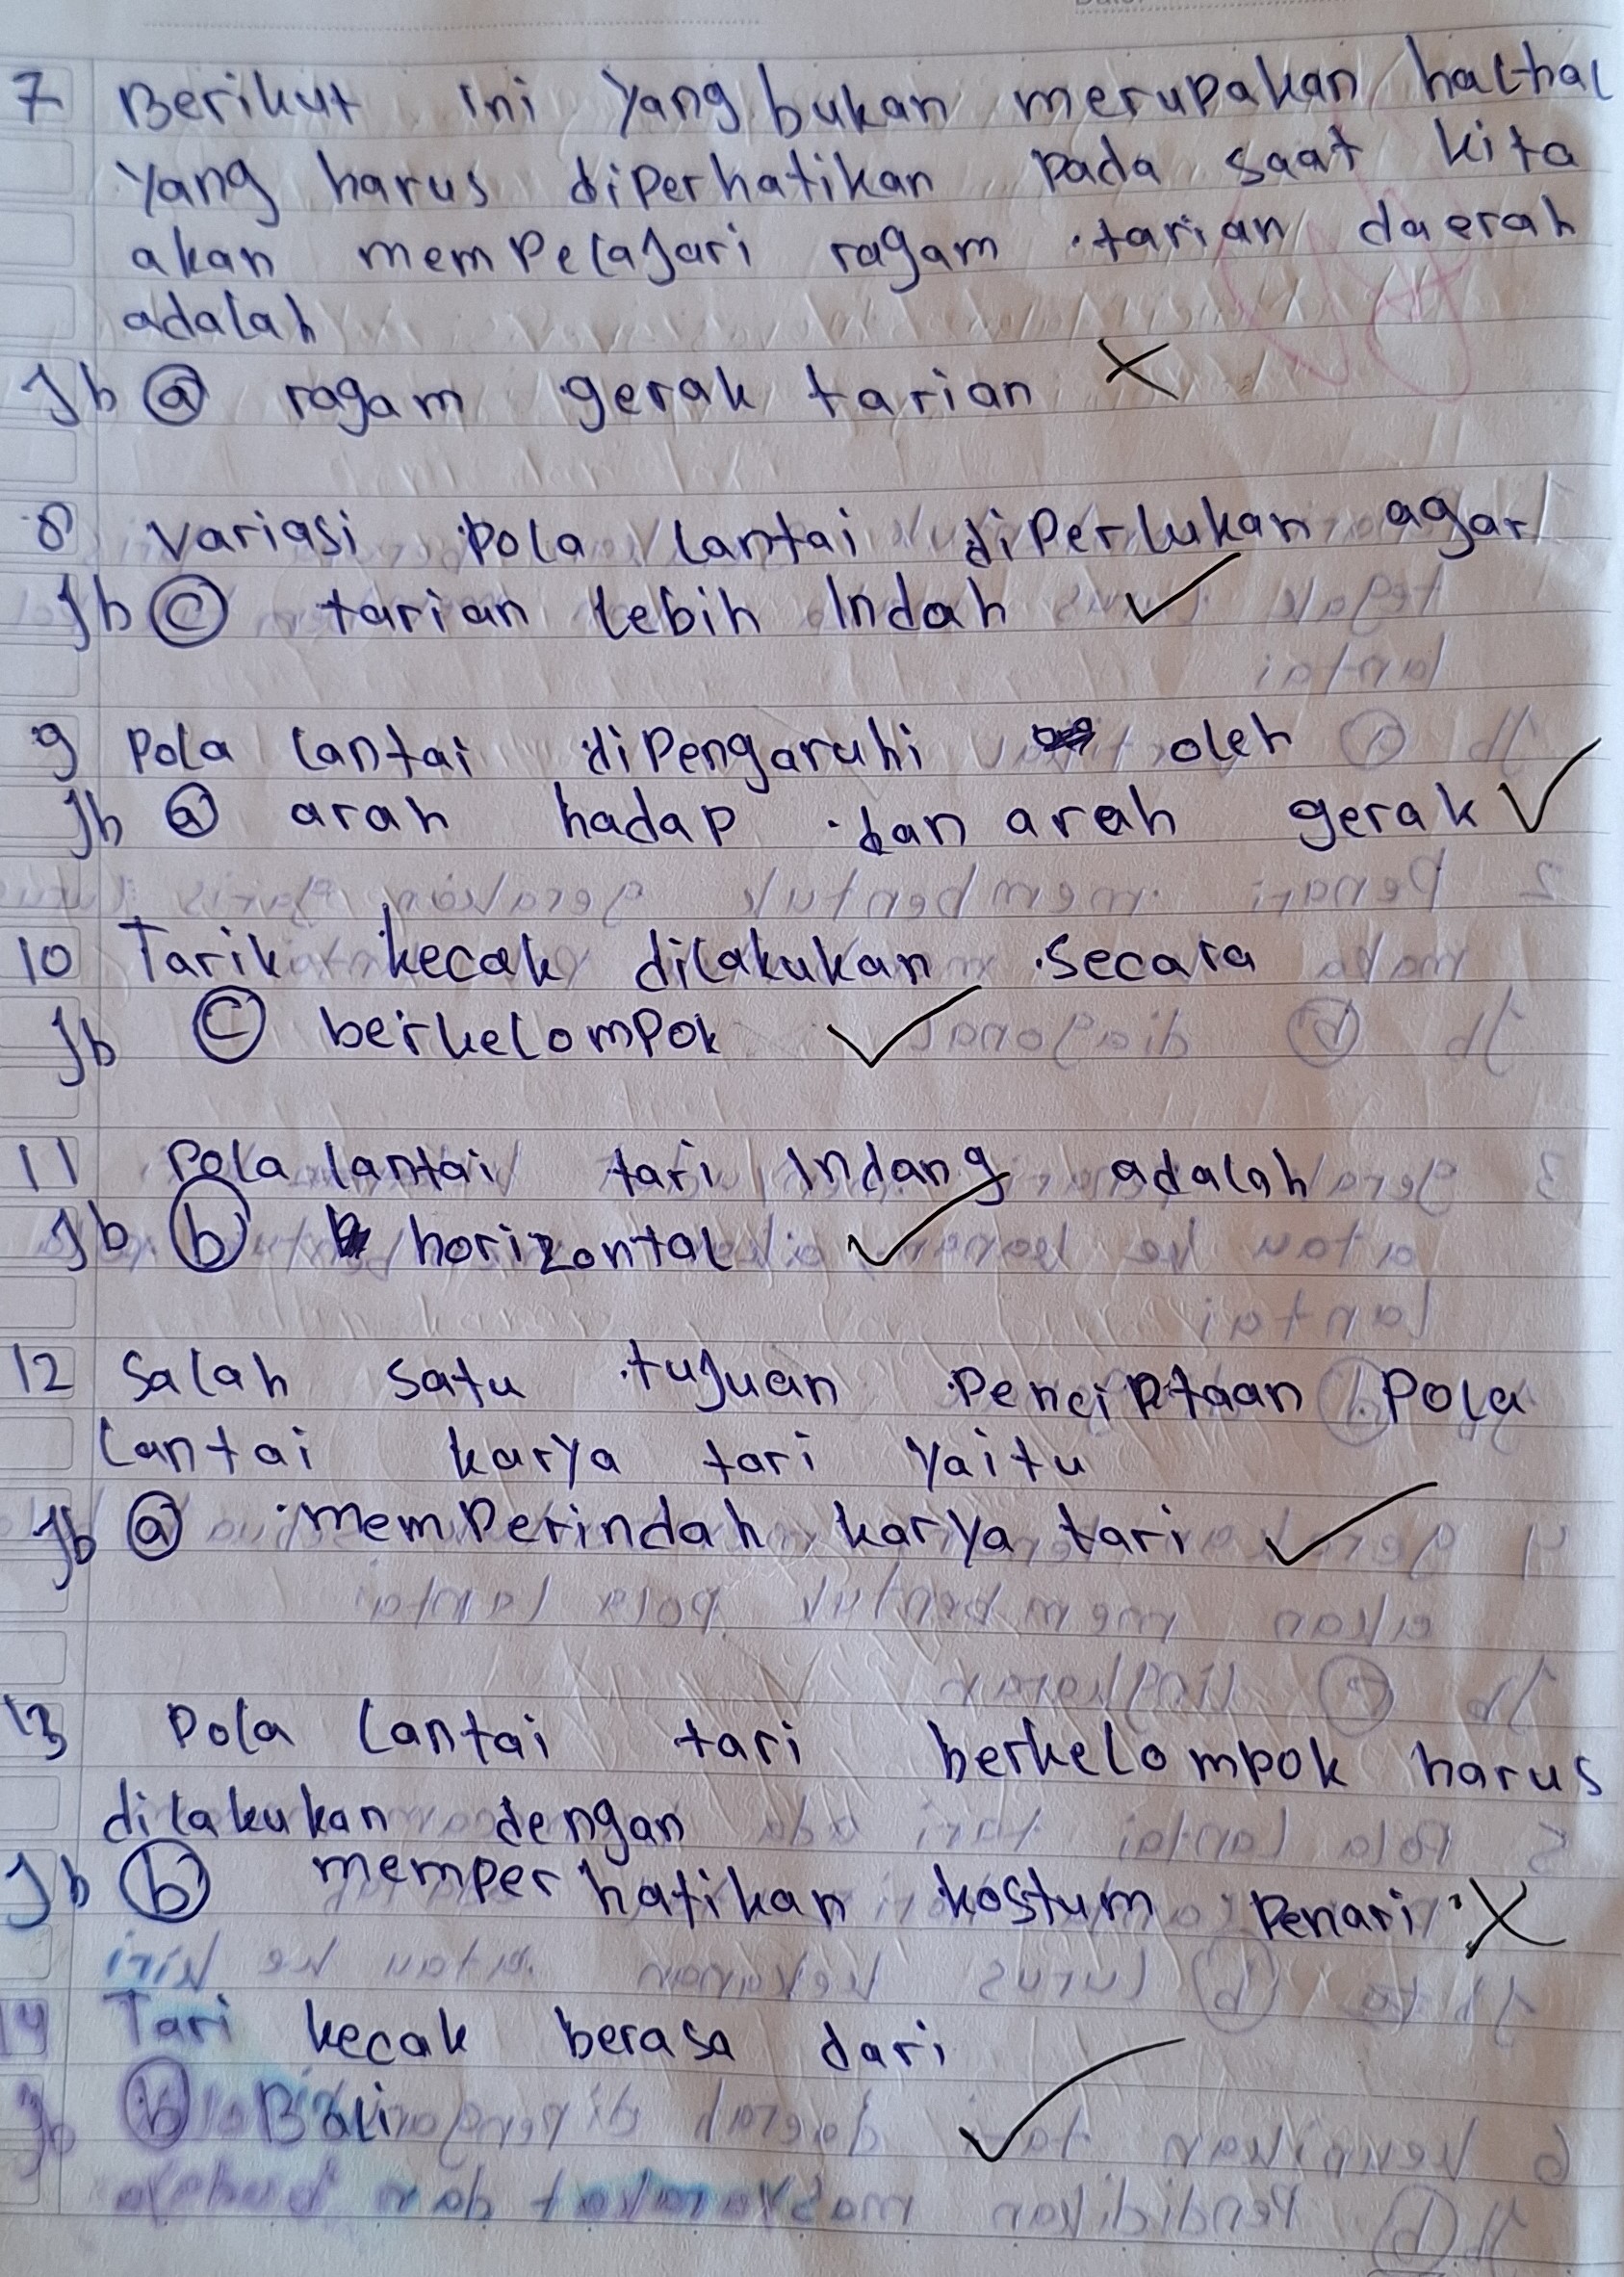 7 Berikut ini yang bukan merupakan hal-hal
yang harus diperhatikan pada saat kita
akan mempelajari ragam tarian daerah
adalah
Jb a ragam gerak tarian
8 Variasi pola lantai diperlukan agar
Jb c tarian lebih Indah
9 Pola lantai dipengaruhi oleh
Jb a arah hadap dan arah gerak
10 Tarik kecak dilakukan secara
Jb c berkelompok
11 Pola lantai tari Indang adalah
Jb b horizontal
12 Salah satu tujuan Penciptaan Pola
lantai karya tari yaitu
Jb a memperindah karya tari
13 Pola lantai tari berkelompok harus
dilakukan dengan
Jb b memperhatikan kostum Penari
14 Tari kecak berasa dari
Jb b Bali